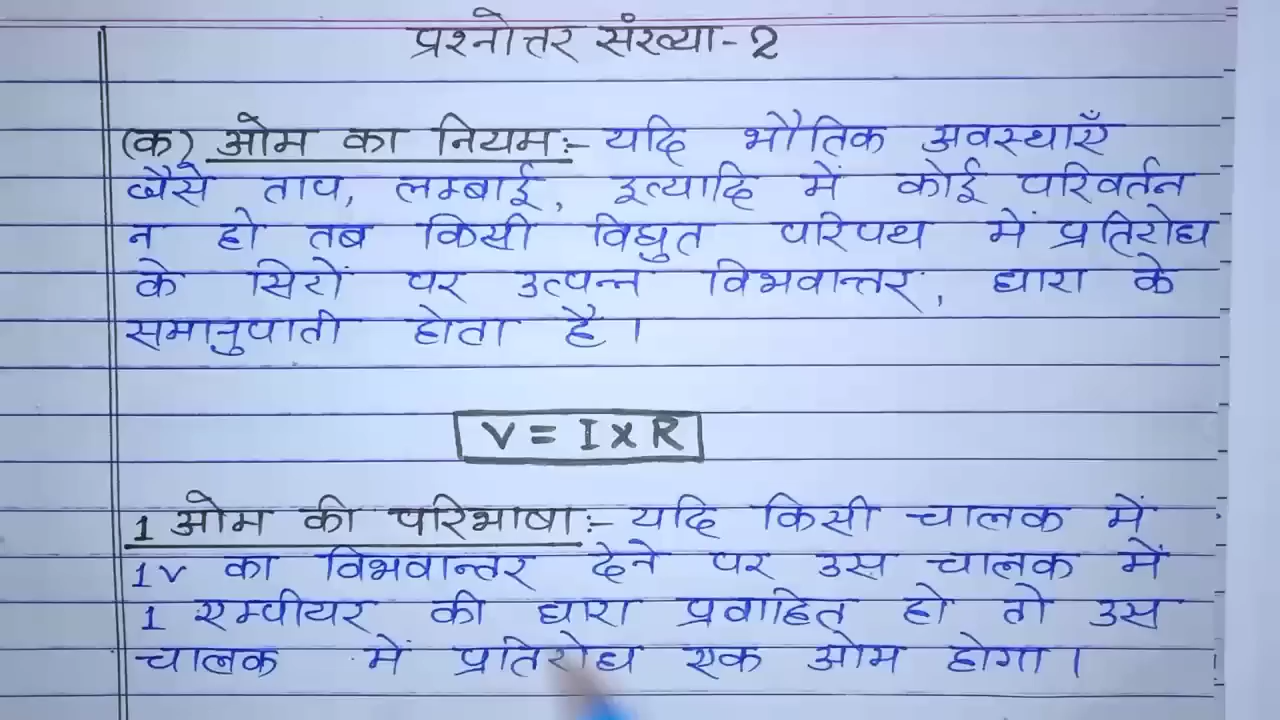 प्रश्नोत्तर संख्या-2
(क) ओम का नियम:- यदि भौतिक अवस्थाएँ
जैसे ताप, लम्बाई, इत्यादि में कोई परिवर्तन
न हो तब किसी विद्युत परिपथ में प्रतिरोध
के सिरों पर उत्पन्न विभवान्तर, धारा के
समानुपाती होता है।
V = I x R
1 ओम की परिभाषा:- यदि किसी चालक में
1V का विभवान्तर देने पर उस चालक में
1 एम्पीयर की धारा प्रवाहित हो तो उस
चालक में प्रतिरोध एक ओम होगा।